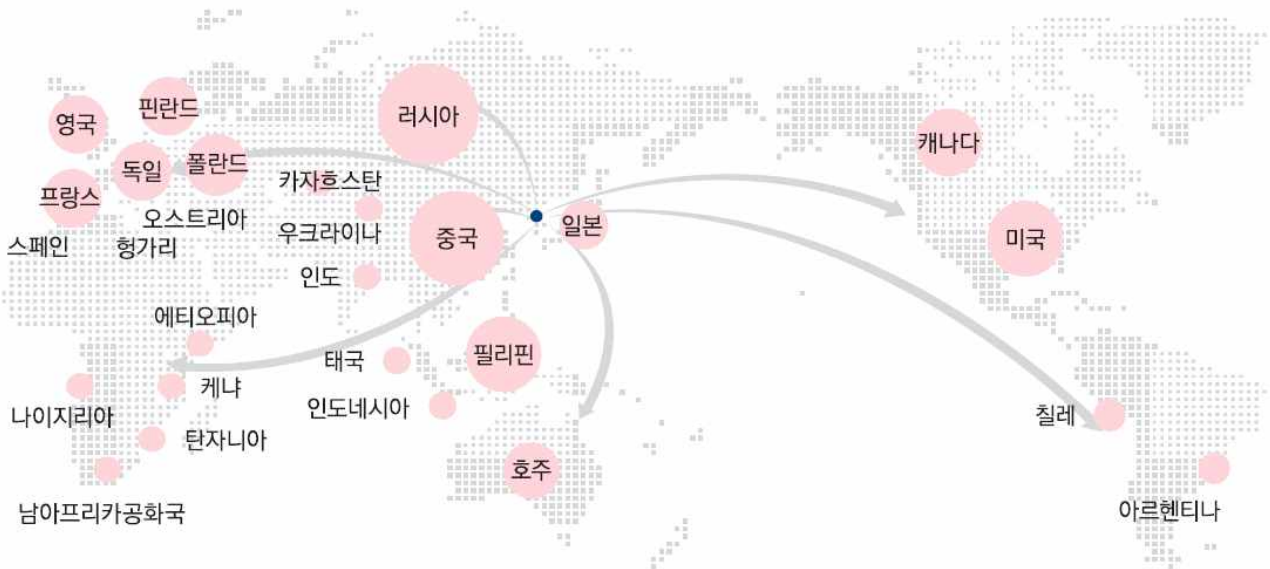 핀란드
영국
러시아
캐나다
독일
폴란드
프랑스
카자흐스탄
오스트리아
스페인
헝가리
우크라이나
중국
일본
미국
인도
에티오피아
태국
필리핀
케냐
나이지리아
인도네시아
칠레
탄자니아
호주
남아프리카공화국
아르헨티나